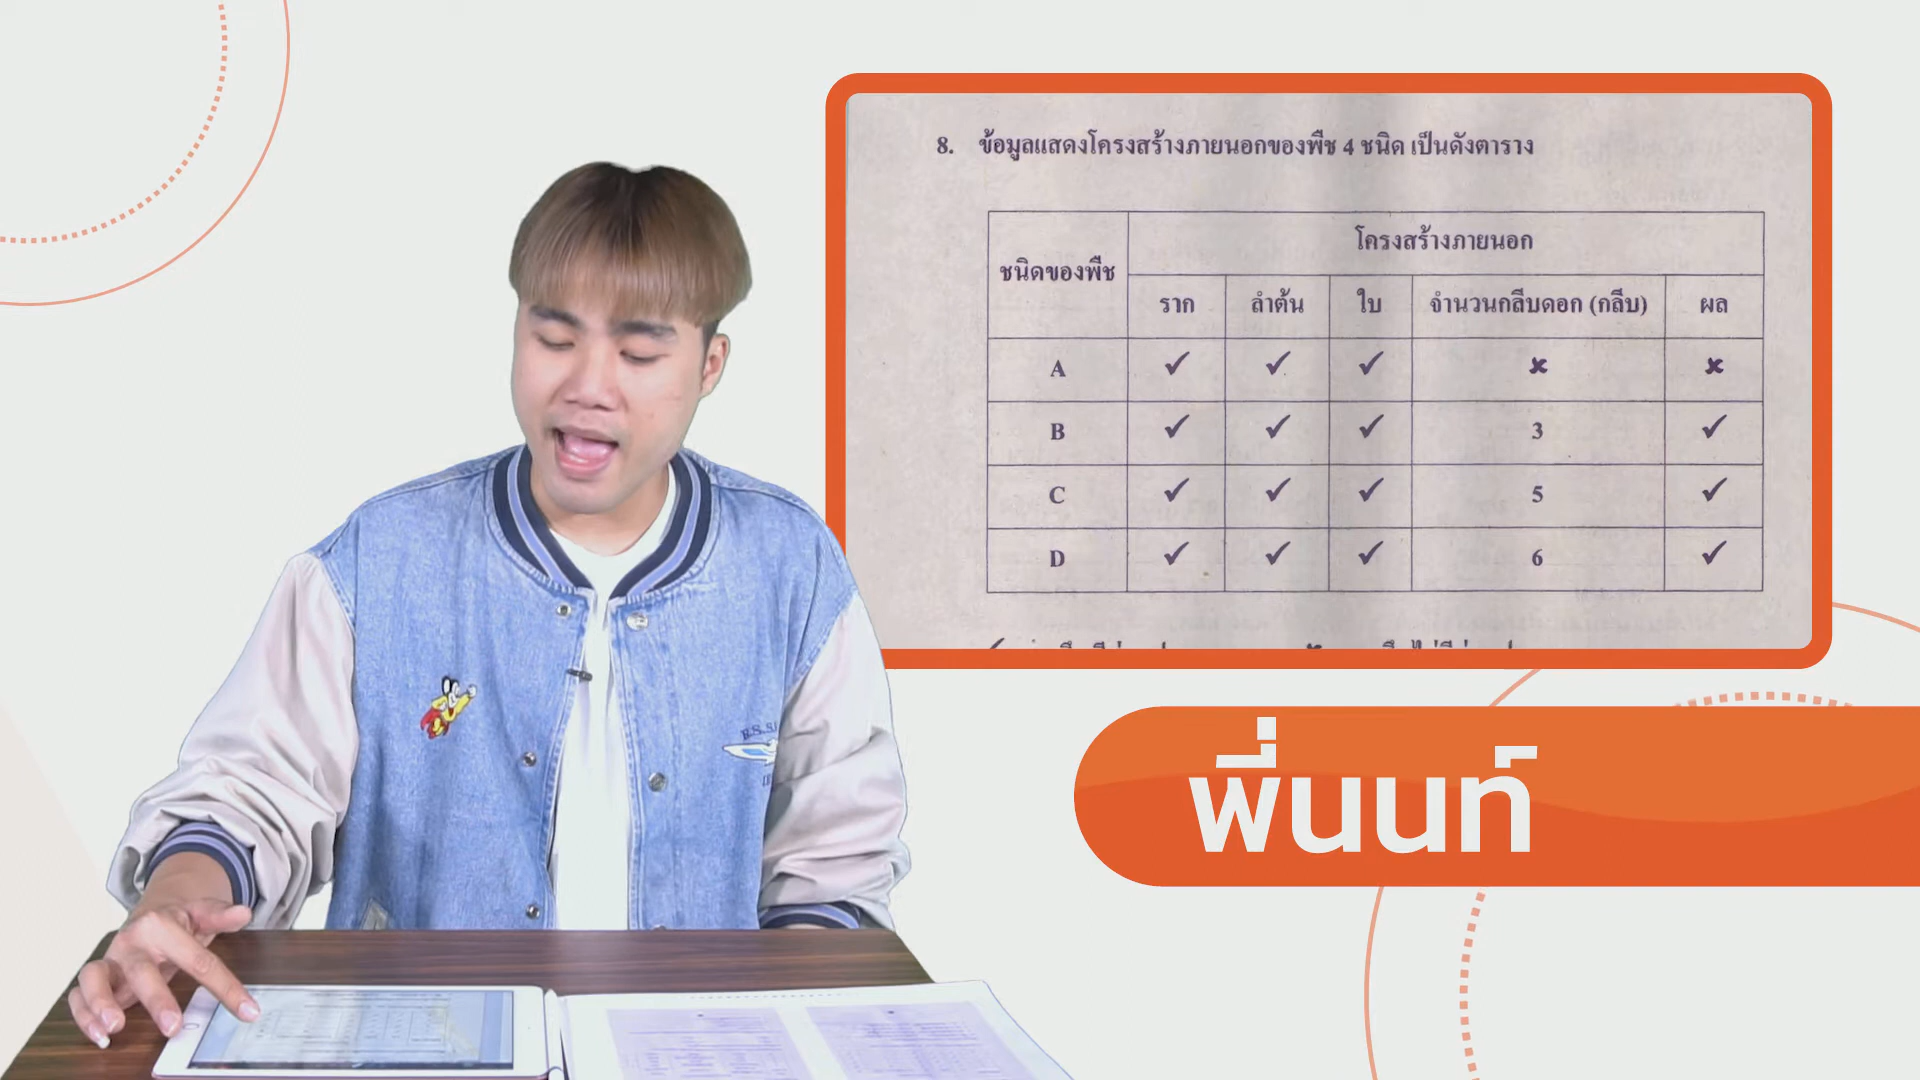 8. ข้อมูลแสดงโครงสร้างภายนอกของพืช 4 ชนิด เป็นดังตาราง
ชนิดของพืช โครงสร้างภายนอก
ราก ลำต้น ใบ จำนวนกลีบดอก (กลีบ) ผล
A ✓ ✓ ✓ ✘ ✘
B ✓ ✓ ✓ 3 ✓
C ✓ ✓ ✓ 5 ✓
D ✓ ✓ ✓ 6 ✓
พี่นนท์